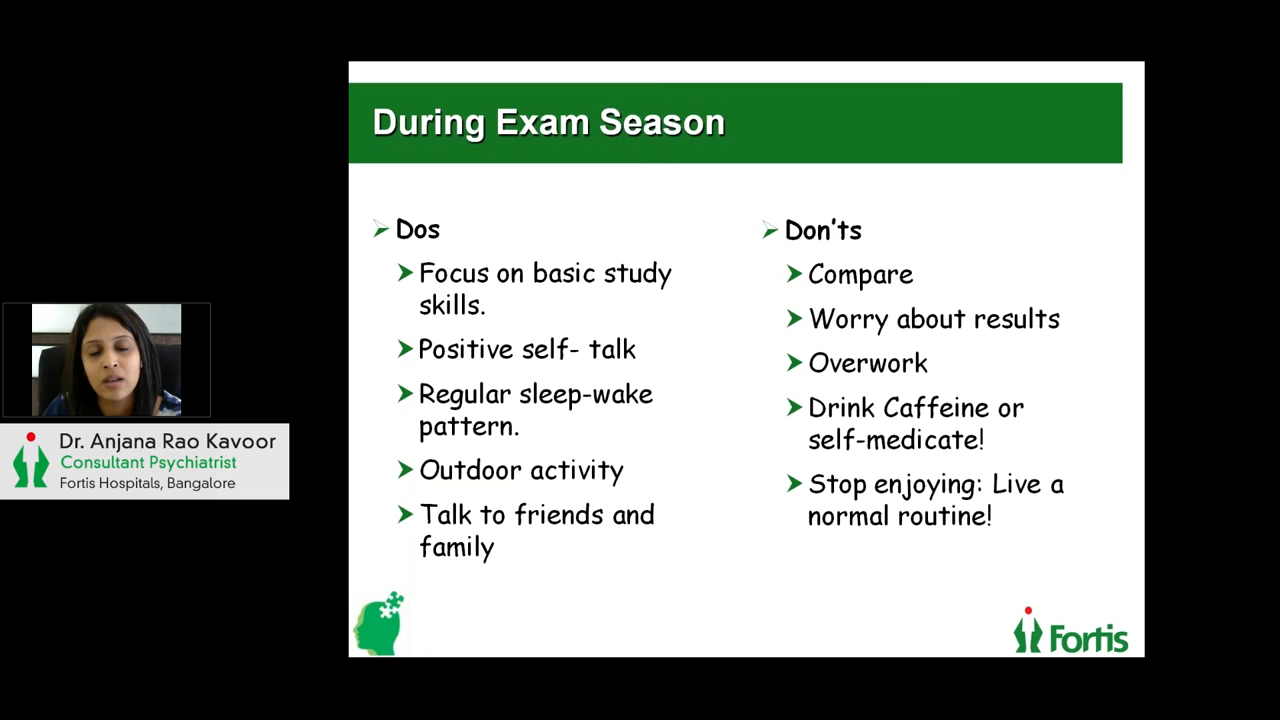 During Exam Season
Dos
Focus on basic study
skills.
Positive self- talk
Regular sleep-wake
pattern.
Outdoor activity
Talk to friends and
family
Don'ts
Compare
Worry about results
Overwork
Drink Caffeine or
self-medicate!
Stop enjoying: Live a
normal routine!
Dr. Anjana Rao Kavoor
Consultant Psychiatrist
Fortis Hospitals, Bangalore
Fortis